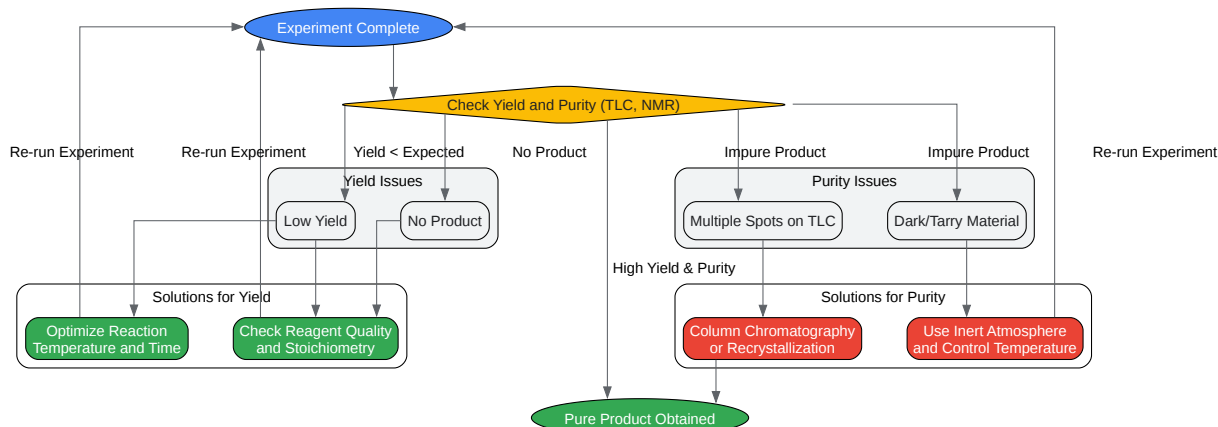 Experiment Complete
Check Yield and Purity (TLC, NMR)
Re-run Experiment
Re-run Experiment
Yield < Expected
No Product
Impure Product
Impure Product
Re-run Experiment
Yield Issues
Purity Issues
Low Yield
No Product
Multiple Spots on TLC
Dark/Tarry Material
High Yield & Purity
Solutions for Yield
Solutions for Purity
Optimize Reaction
Temperature and Time
Check Reagent Quality
and Stoichiometry
Column Chromatography
or Recrystallization
Use Inert Atmosphere
and Control Temperature
Pure Product Obtained